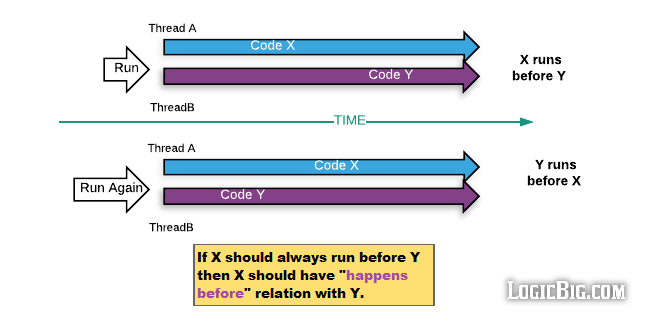 Thread A
Code X
Run
Code Y
X runs
before Y
ThreadB
TIME
Thread A
Code X
Run Again
Code Y
Y runs
before X
ThreadB
If X should always run before Y
then X should have "happens
before" relation with Y.
LogicBig.com